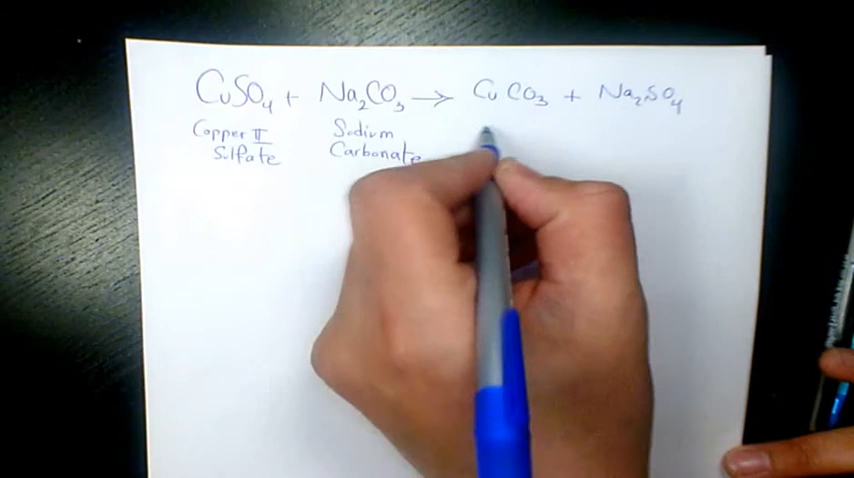 CuSO₄ + Na₂CO₃ → CuCO₃ + Na₂SO₄
Copper II Sodium
Sulfate Carbonate